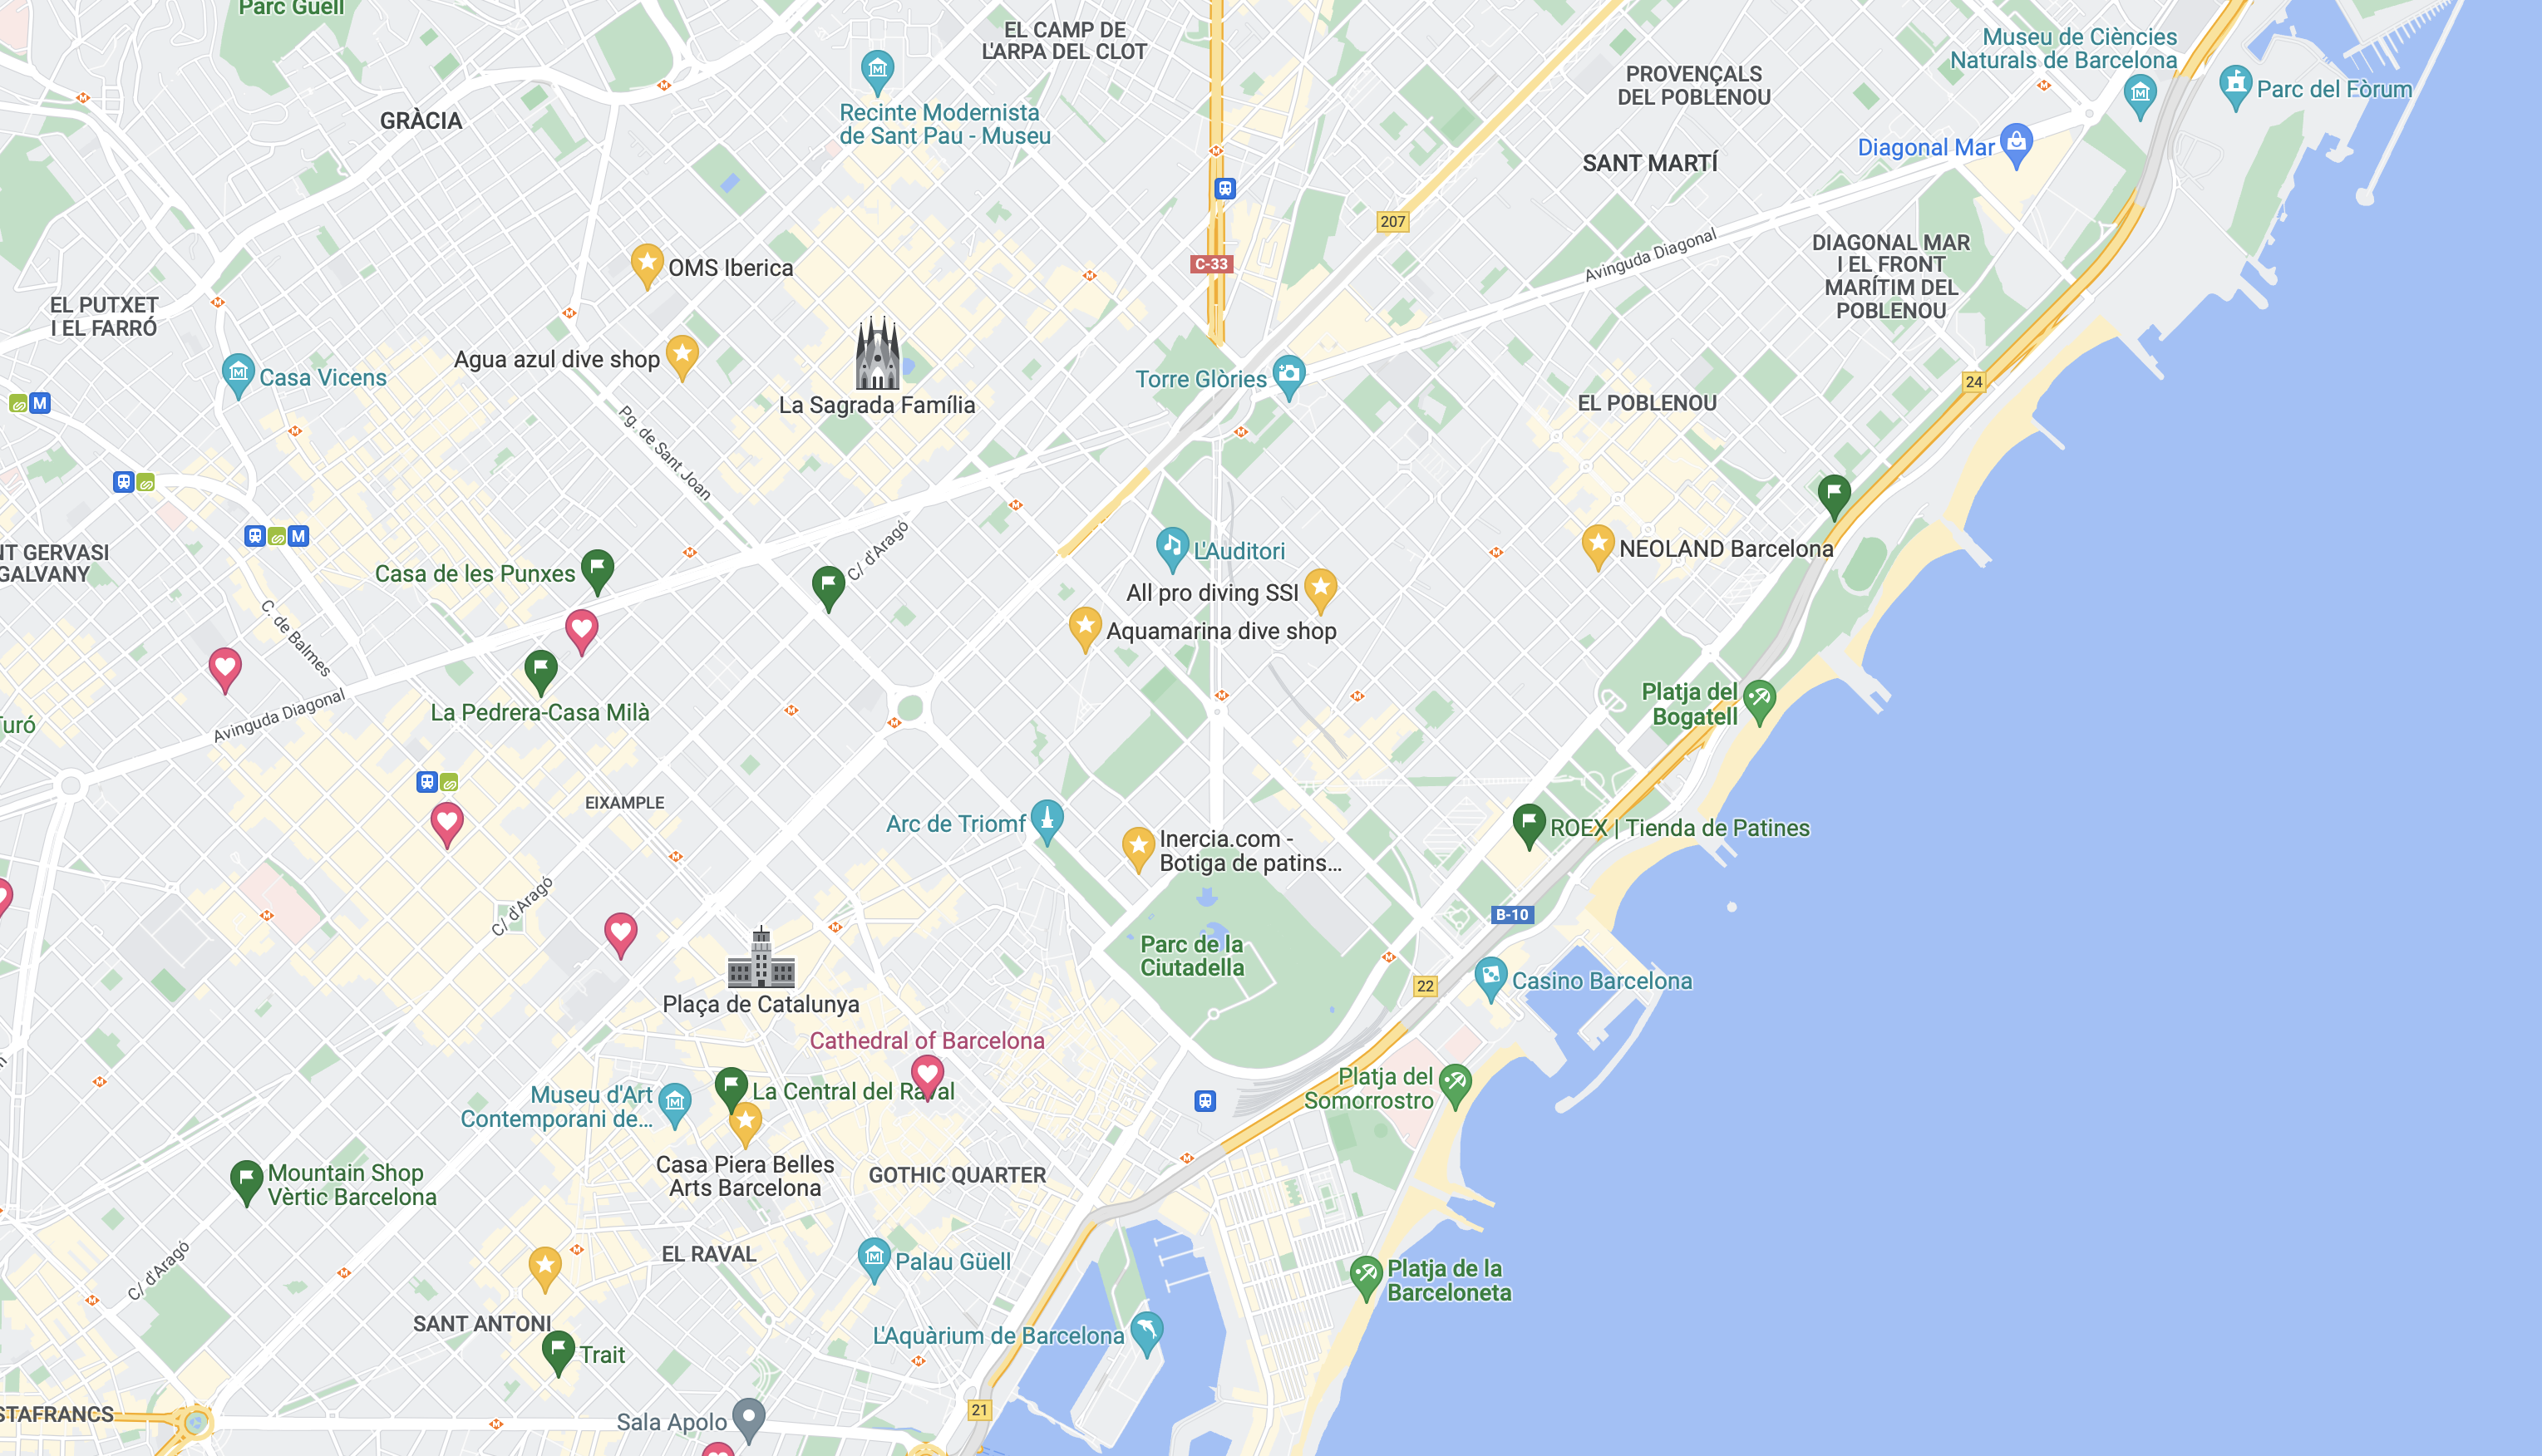 Parc Güell
EL CAMP DE
L'ARPA DEL CLOT
Museu de Ciències
Naturals de Barcelona
Parc del Fòrum
PROVENÇALS
DEL POBLENOU
GRÀCIA
Recinte Modernista
de Sant Pau - Museu
Diagonal Mar
SANT MARTÍ
207
DIAGONAL MAR
I EL FRONT
MARÍTIM DEL
POBLENOU
Avinguda Diagonal
C-33
OMS Iberica
EL PUTXET
I EL FARRÓ
Agua azul dive shop
Casa Vicens
La Sagrada Família
Torre Glòries
24
EL POBLENOU
M
Pg. de Sant Joan
M
NT GERVASI
GALVANY
Casa de les Punxes
C/ d'Aragó
L'Auditori
NEOLAND Barcelona
All pro diving SSI
Aquamarina dive shop
C. de Balmes
Avinguda Diagonal
La Pedrera-Casa Milà
Turó
Platja del
Bogatell
EIXAMPLE
Arc de Triomf
Inercia.com -
Botiga de patins...
ROEX | Tienda de Patines
C/ d'Aragó
B-10
Parc de la
Ciutadella
22
Casino Barcelona
Plaça de Catalunya
Cathedral of Barcelona
La Central del Raval
Museu d'Art
Contemporani de...
Platja del
Somorrostro
Casa Piera Belles
Arts Barcelona
GOTHIC QUARTER
Mountain Shop
Vèrtic Barcelona
C/ d'Aragó
EL RAVAL
Palau Güell
Platja de la
Barceloneta
SANT ANTONI
Trait
L'Aquàrium de Barcelona
STAFRANCS
Sala Apolo
21